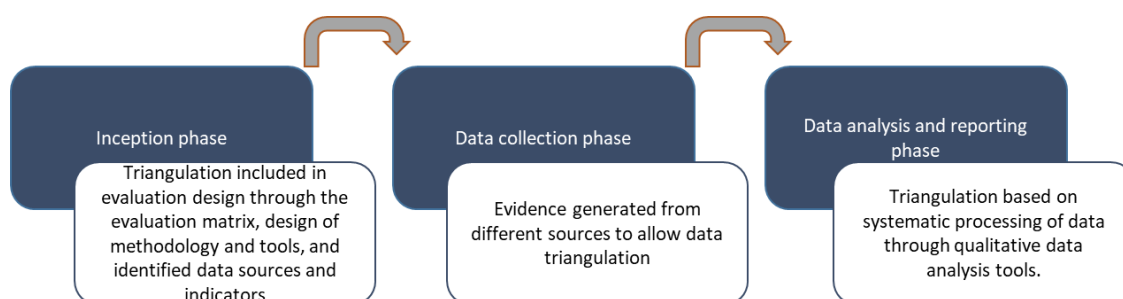 Inception phase
Triangulation included in
evaluation design through the
evaluation matrix, design of
methodology and tools, and
identified data sources and
indicators
Data collection phase
Evidence generated from
different sources to allow data
triangulation
Data analysis and reporting
phase
Triangulation based on
systematic processing of data
through qualitative data
analysis tools.